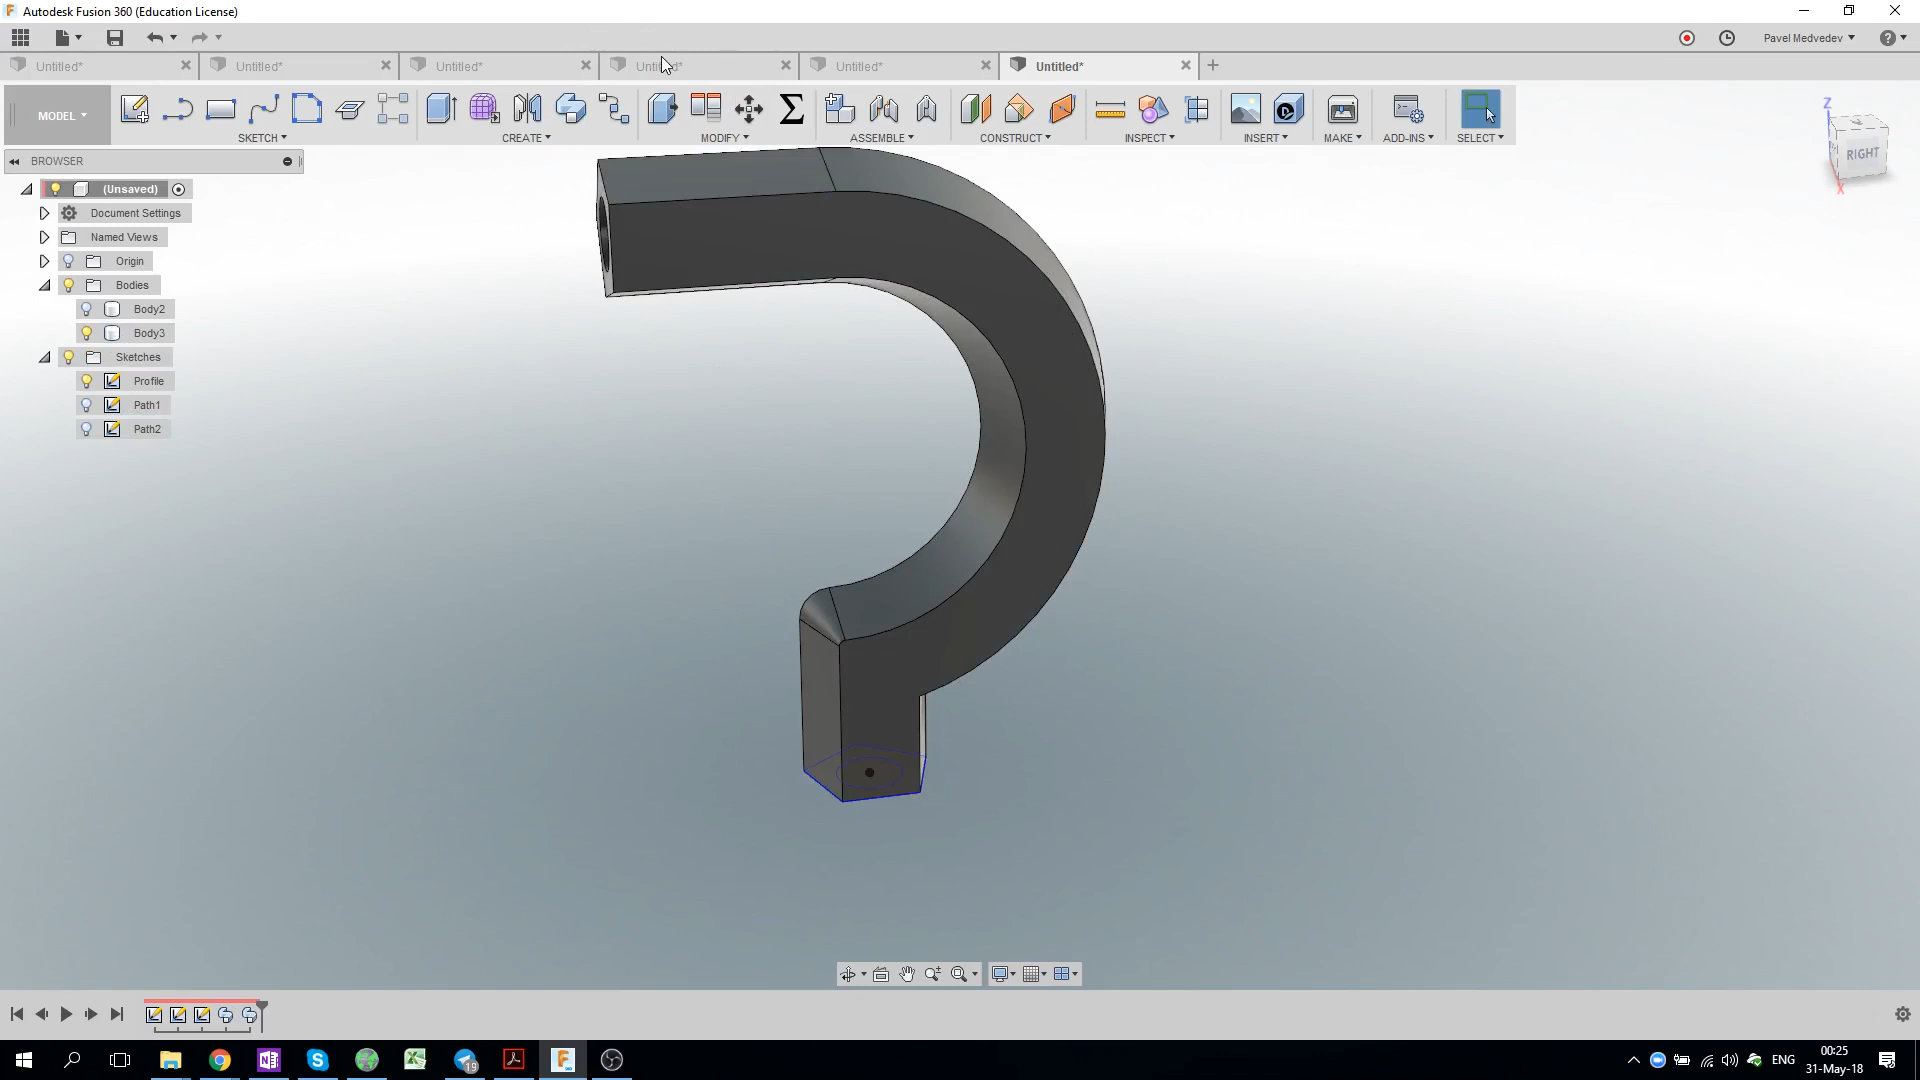 Autodesk Fusion 360 (Education License)
Pavel Medvedev
Untitled*
Untitled*
Untitled*
Untitled*
Untitled*
Untitled*
MODEL
SKETCH
CREATE
MODIFY
ASSEMBLE
CONSTRUCT
INSPECT
INSERT
MAKE
ADD-INS
SELECT
BROWSER
(Unsaved)
Document Settings
Named Views
Origin
Bodies
Body2
Body3
Sketches
Profile
Path1
Path2
Z
RIGHT
X
19
ENG
00:25
31-May-18